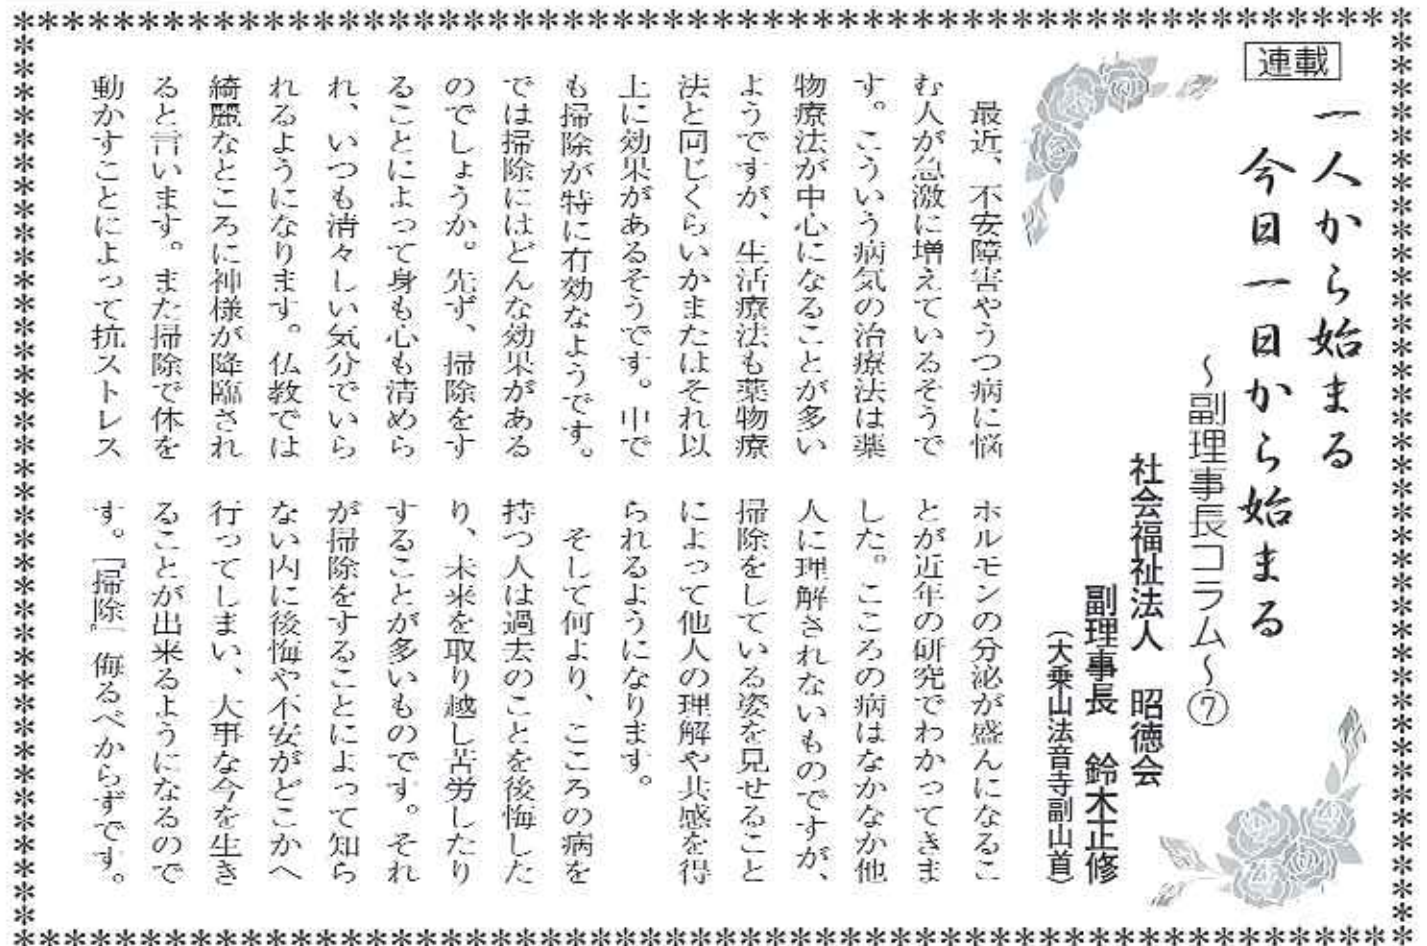 連載
一人から始まる
今日一日から始まる
～副理事長コラム～⑦
社会福祉法人 昭徳会
副理事長 鈴木正修
（大乗山法音寺副山首）
最近、不安障害やうつ病に悩
む人が急激に増えているそうで
す。こういう病気の治療法は薬
物療法が中心になることが多い
ようですが、生活療法も薬物療
法と同じくらいかまたはそれ以
上に効果があるそうです。中で
も掃除が特に有効なようです。
では掃除にはどんな効果がある
のでしょうか。先ず、掃除をす
ることによって身も心も清めら
れ、いつも清々しい気分でいら
れるようになります。仏教では
綺麗なところに神様が降臨され
ると言います。また掃除で体を
動かすことによって抗ストレス
ホルモンの分泌が盛んになるこ
とが近年の研究でわかってきま
した。こころの病はなかなか他
人に理解されないものですが、
掃除をしている姿を見せること
によって他人の理解や共感を得
られるようになります。
そして何より、こころの病を
持つ人は過去のことを後悔した
り、未来を取り越し苦労したり
することが多いものです。それ
が掃除をすることによって知ら
ない内に後悔や不安がどこかへ
行ってしまい、大事な今を生き
ることが出来るようになるので
す。『掃除』侮るべからずです。